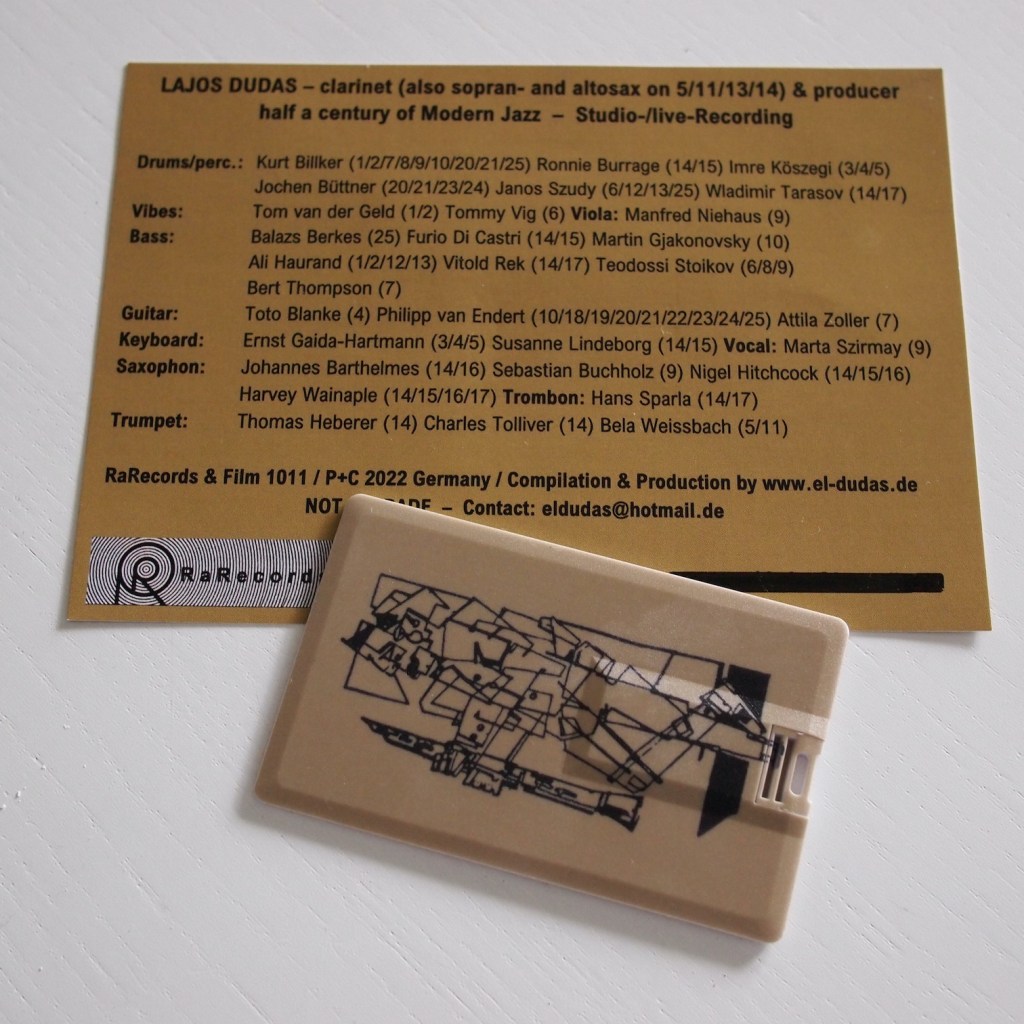 LAJOS DUDAS – clarinet (also sopran- and altosax on 5/11/13/14) & producer
half a century of Modern Jazz – Studio-/live-Recording
Drums/perc.: Kurt Billker (1/2/7/8/9/10/20/21/25) Ronnie Burrage (14/15) Imre Köszegi (3/4/5)
Jochen Büttner (20/21/23/24) Janos Szudy (6/12/13/25) Wladimir Tarasov (14/17)
Vibes: Tom van der Geld (1/2) Tommy Vig (6) Viola: Manfred Niehaus (9)
Bass: Balazs Berkes (25) Furio Di Castri (14/15) Martin Gjakonovsky (10)
Ali Haurand (1/2/12/13) Vitold Rek (14/17) Teodossi Stoikov (6/8/9)
Bert Thompson (7)
Guitar: Toto Blanke (4) Philipp van Endert (10/18/19/20/21/22/23/24/25) Attila Zoller (7)
Keyboard: Ernst Gaida-Hartmann (3/4/5) Susanne Lindeborg (14/15) Vocal: Marta Szirmay (9)
Saxophon: Johannes Barthelmes (14/16) Sebastian Buchholz (9) Nigel Hitchcock (14/15/16)
Harvey Wainaple (14/15/16/17) Trombon: Hans Sparla (14/17)
Trumpet: Thomas Heberer (14) Charles Tolliver (14) Bela Weissbach (5/11)
RaRecords & Film 1011 / P+C 2022 Germany / Compilation & Production by www.el-dudas.de
NOT – Contact: eldudas@hotmail.de
RaRecords